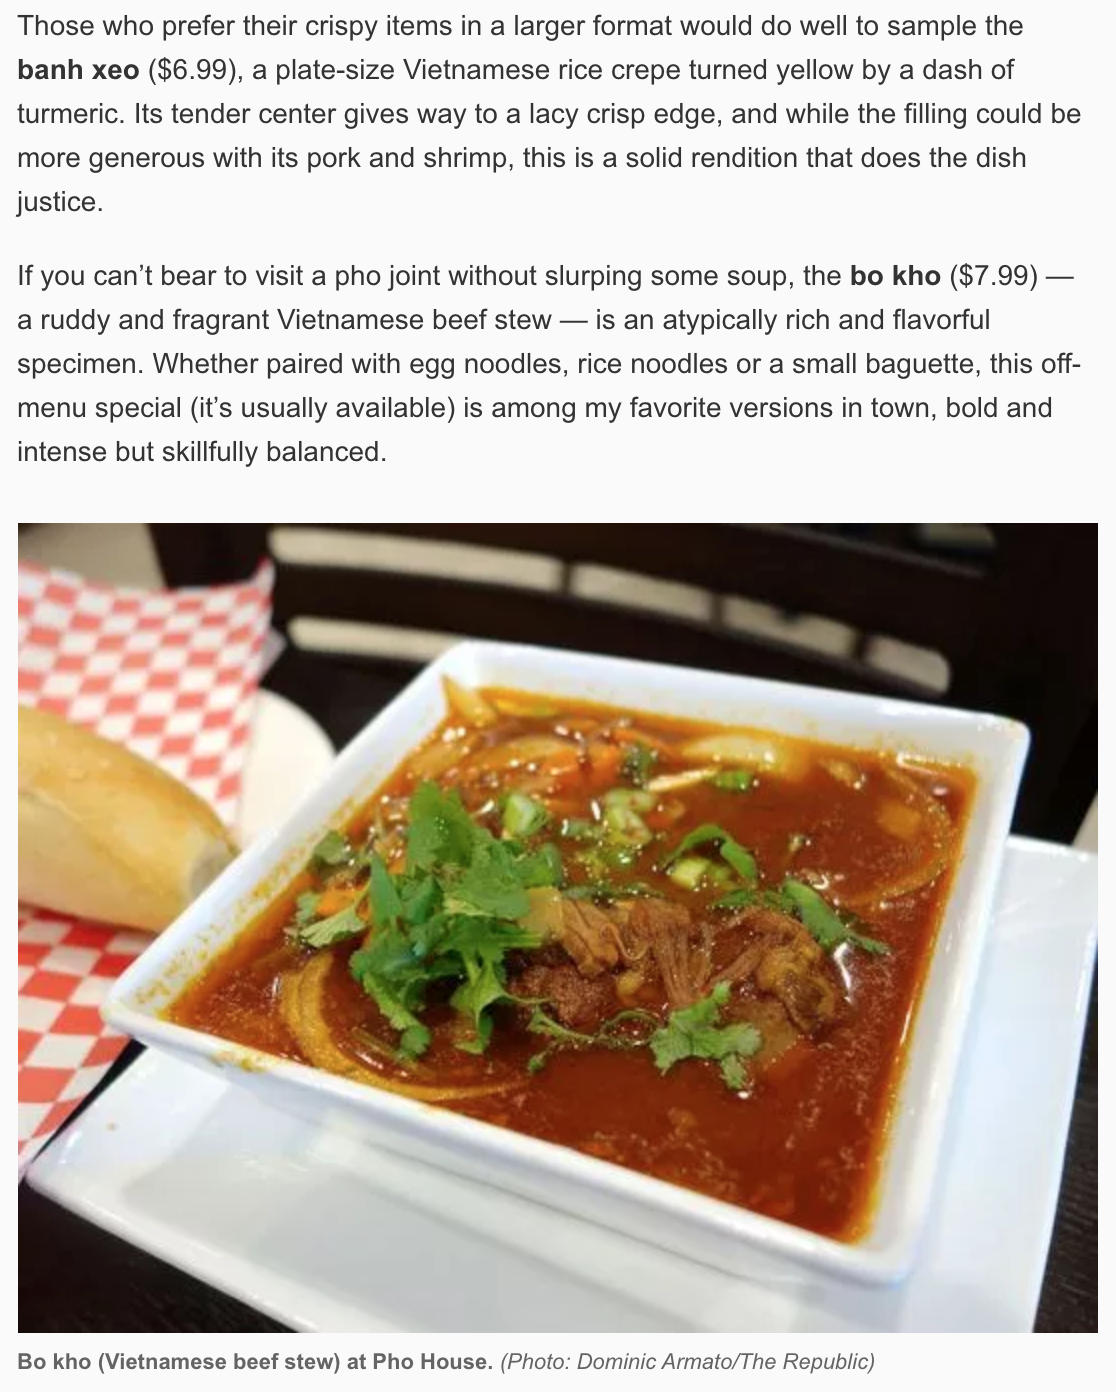 Those who prefer their crispy items in a larger format would do well to sample the
banh xeo ($6.99), a plate-size Vietnamese rice crepe turned yellow by a dash of
turmeric. Its tender center gives way to a lacy crisp edge, and while the filling could be
more generous with its pork and shrimp, this is a solid rendition that does the dish
justice.
If you can’t bear to visit a pho joint without slurping some soup, the bo kho ($7.99) —
a ruddy and fragrant Vietnamese beef stew — is an atypically rich and flavorful
specimen. Whether paired with egg noodles, rice noodles or a small baguette, this off-
menu special (it’s usually available) is among my favorite versions in town, bold and
intense but skillfully balanced.
Bo kho (Vietnamese beef stew) at Pho House. (Photo: Dominic Armato/The Republic)